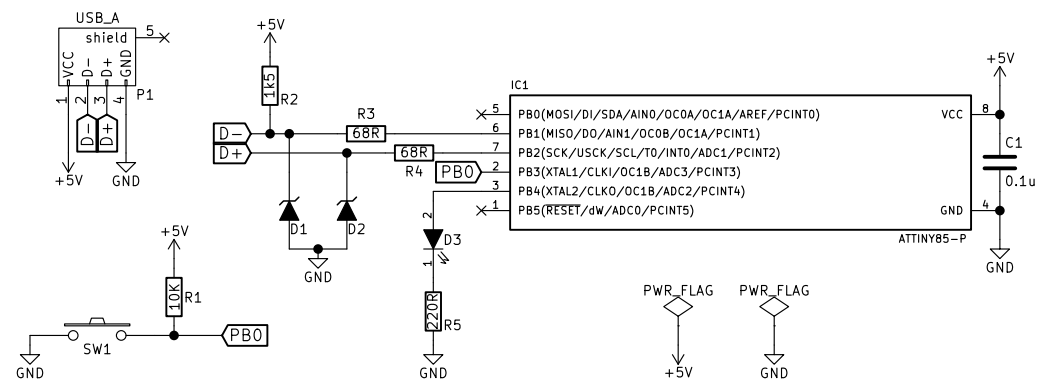 USB_A
shield 5
VCC D- D+ GND
P1
1 2 3 4
D- D+
+5V
GND
+5V
1k5
R2
R3
68R
D-
D+
68R
R4
PB0
D1
D2
GND
IC1
5 PB0(MOSI/DI/SDA/AIN0/OC0A/OC1A/AREF/PCINT0)
6 PB1(MISO/DO/AIN1/OC0B/OC1A/PCINT1)
7 PB2(SCK/USCK/SCL/T0/INT0/ADC1/PCINT2)
2 PB3(XTAL1/CLKI/OC1B/ADC3/PCINT3)
3 PB4(XTAL2/CLKO/OC1B/ADC2/PCINT4)
1 PB5(RESET/dW/ADC0/PCINT5)
VCC 8
GND 4
ATTINY85-P
+5V
C1
0.1u
GND
2
D3
1
220R
R5
GND
+5V
10K
R1
SW1
PB0
GND
PWR_FLAG
+5V
PWR_FLAG
GND